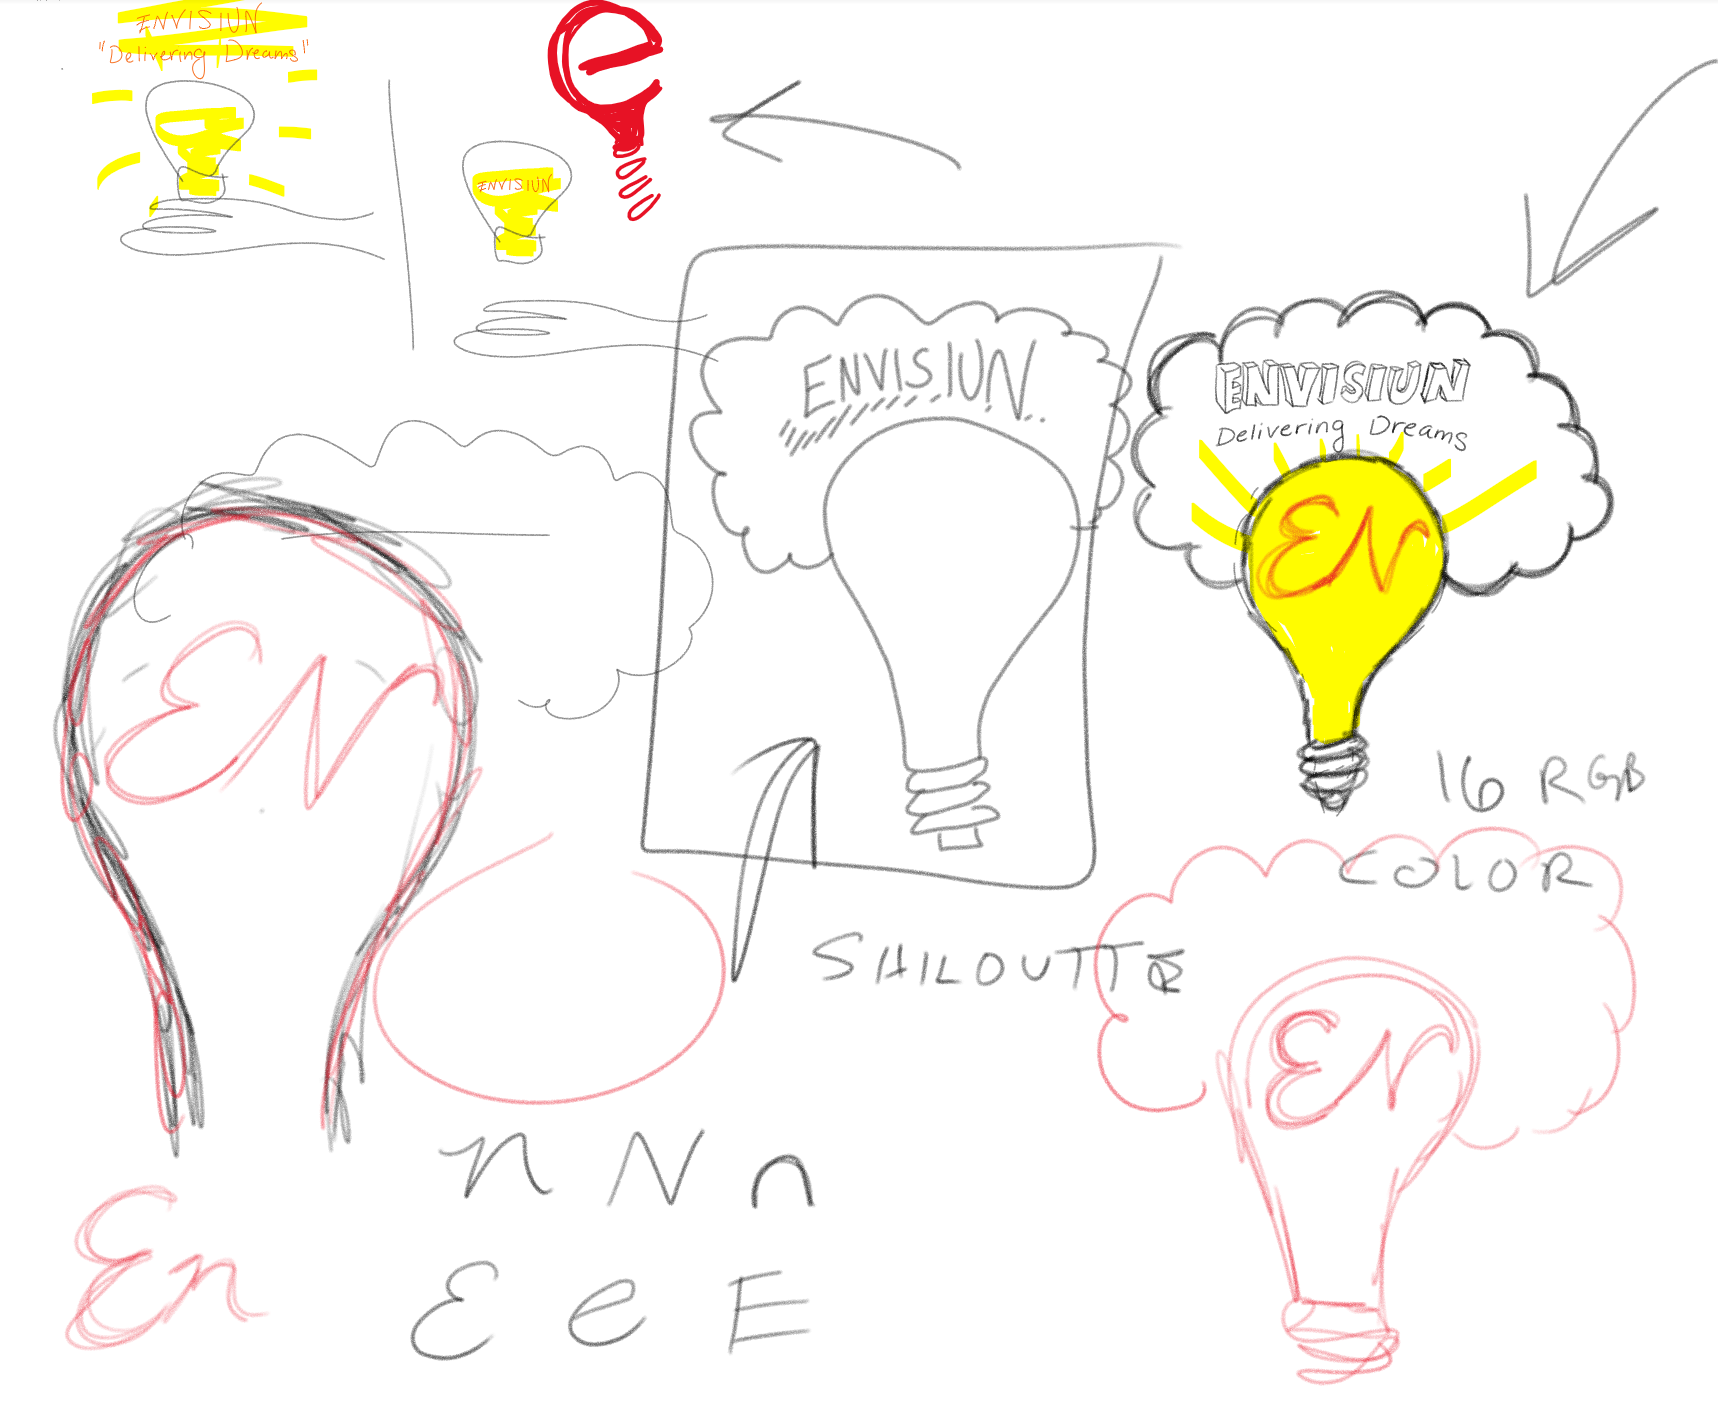 ENVISIUN
"Delivering Dreams"
e
ENVISIUN
ENVISIUN
ENVISIUN
Delivering Dreams
EN
EN
16 RGB
COLOR
SHILOUTTE
EN
n N n
En
E e E